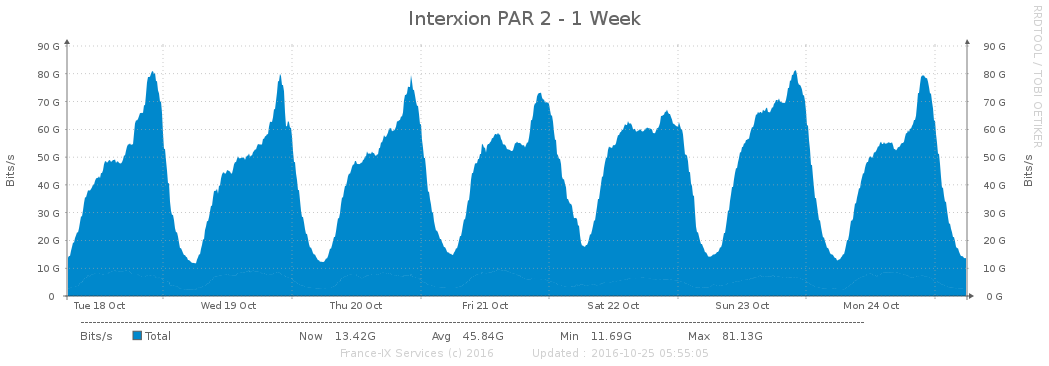 Interxion PAR 2 - 1 Week
RRDTOOL / TOBI OETIKER
Bits/s
90 G 90 G
80 G 80 G
70 G 70 G
60 G 60 G
50 G 50 G
40 G 40 G
30 G 30 G
20 G 20 G
10 G 10 G
0 0 G
Bits/s
Tue 18 Oct Wed 19 Oct Thu 20 Oct Fri 21 Oct Sat 22 Oct Sun 23 Oct Mon 24 Oct
Bits/s Total Now 13.42G Avg 45.84G Min 11.69G Max 81.13G
France-IX Services (c) 2016 Updated : 2016-10-25 05:55:05